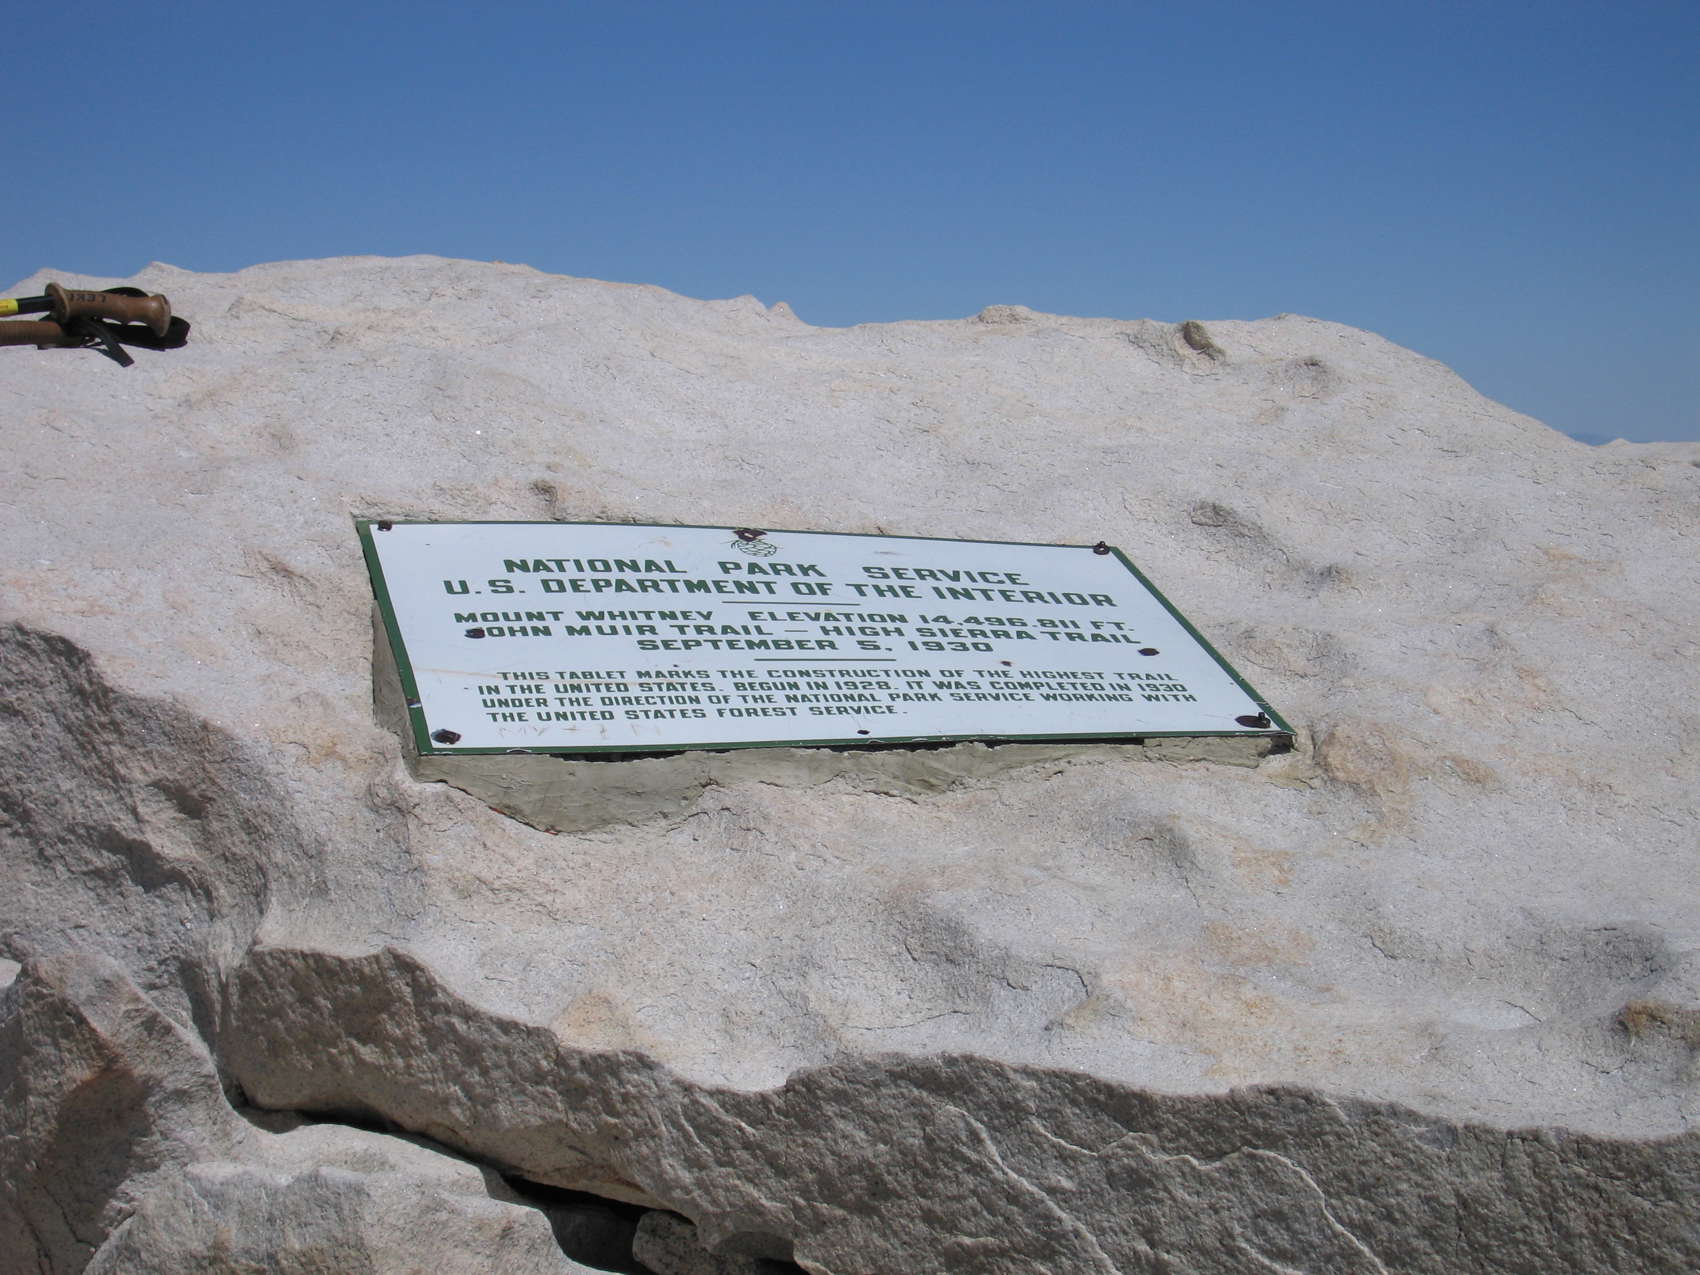 LEKI
NATIONAL PARK SERVICE
U.S. DEPARTMENT OF THE INTERIOR
MOUNT WHITNEY ELEVATION 14,496.811 FT.
JOHN MUIR TRAIL — HIGH SIERRA TRAIL
SEPTEMBER 5, 1930
THIS TABLET MARKS THE CONSTRUCTION OF THE HIGHEST TRAIL
IN THE UNITED STATES. BEGUN IN 1928, IT WAS COMPLETED IN 1930
UNDER THE DIRECTION OF THE NATIONAL PARK SERVICE WORKING WITH
THE UNITED STATES FOREST SERVICE.